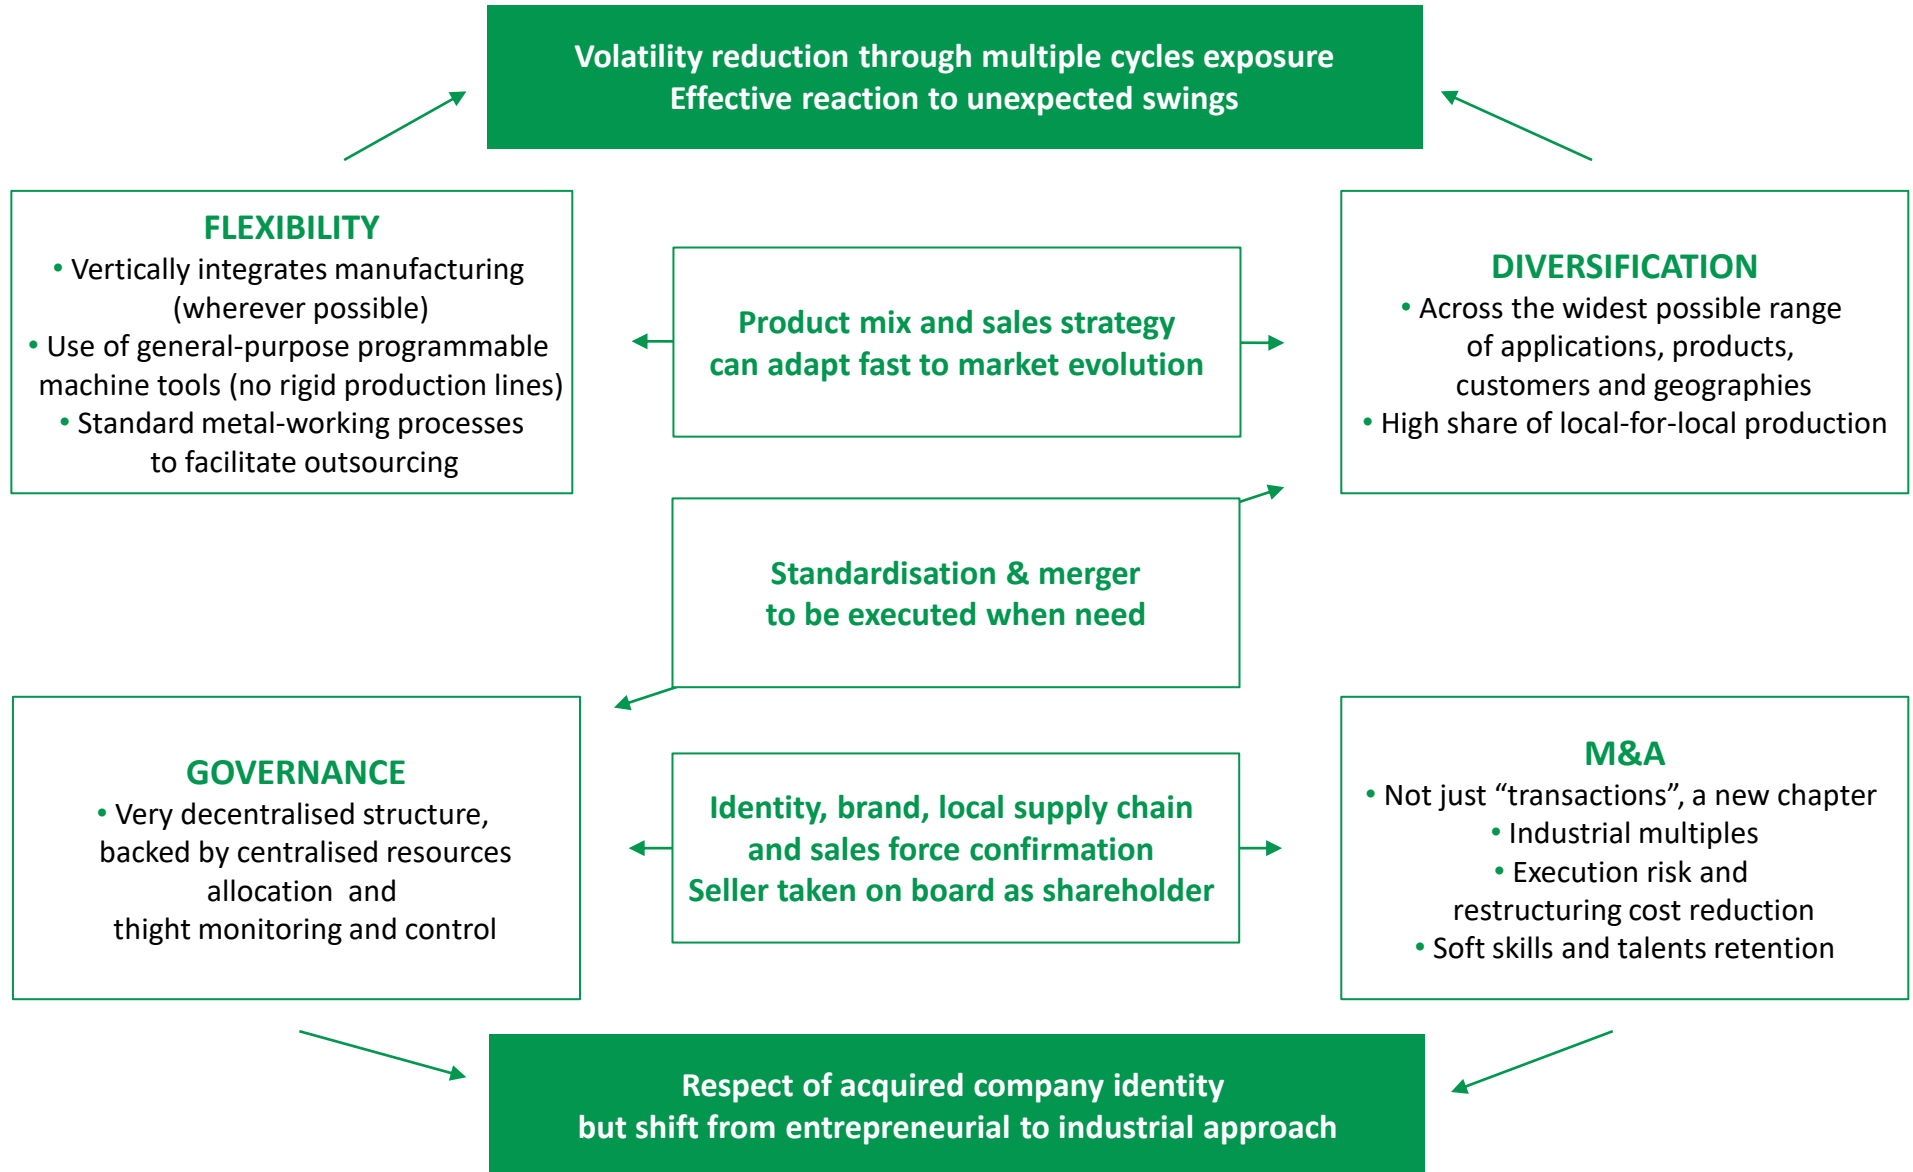 Volatility reduction through multiple cycles exposure
Effective reaction to unexpected swings
FLEXIBILITY
• Vertically integrates manufacturing
(wherever possible)
• Use of general-purpose programmable
machine tools (no rigid production lines)
• Standard metal-working processes
to facilitate outsourcing
Product mix and sales strategy
can adapt fast to market evolution
DIVERSIFICATION
• Across the widest possible range
of applications, products,
customers and geographies
• High share of local-for-local production
Standardisation & merger
to be executed when need
GOVERNANCE
• Very decentralised structure,
backed by centralised resources
allocation and
thight monitoring and control
Identity, brand, local supply chain
and sales force confirmation
Seller taken on board as shareholder
M&A
• Not just “transactions”, a new chapter
• Industrial multiples
• Execution risk and
restructuring cost reduction
• Soft skills and talents retention
Respect of acquired company identity
but shift from entrepreneurial to industrial approach